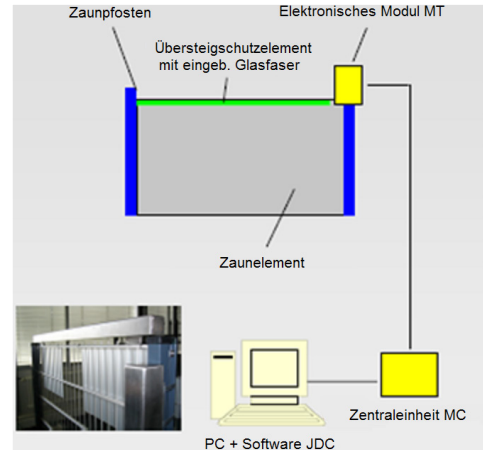 Zaunpfosten
Elektronisches Modul MT
Übersteigschutzelement
mit eingeb. Glasfaser
Zaunelement
Zentraleinheit MC
PC + Software JDC